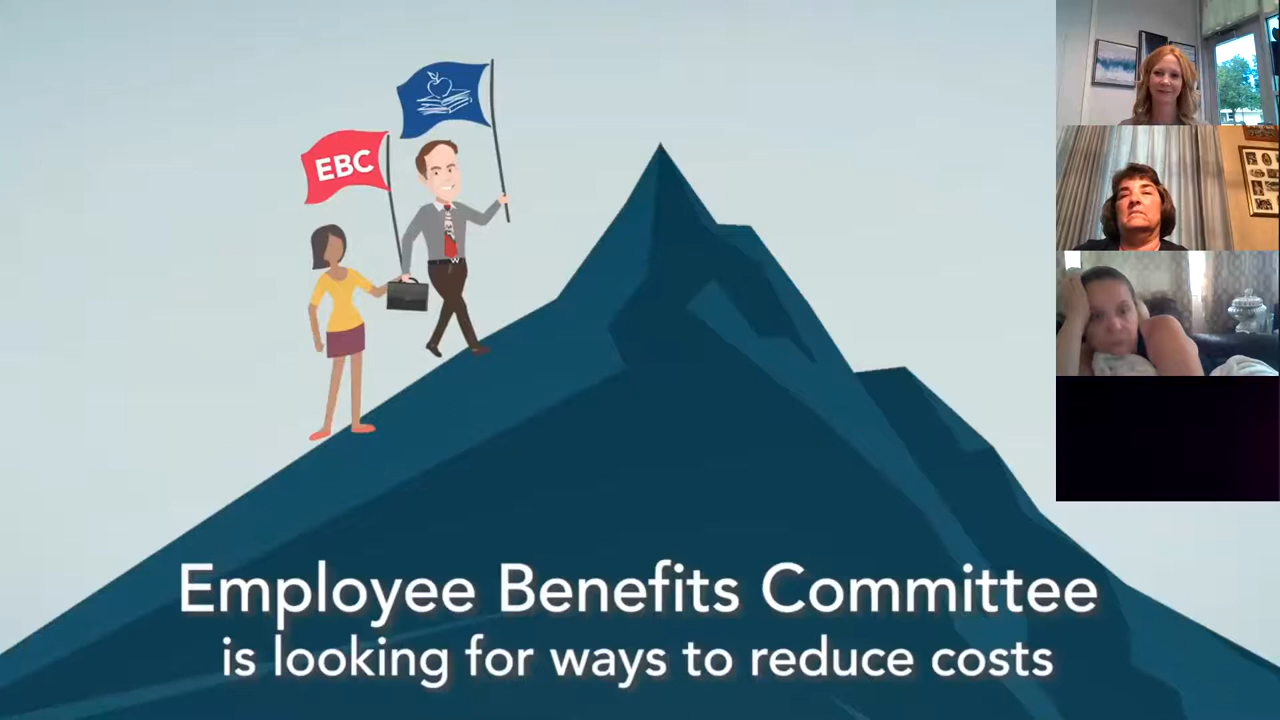 EBC
W
Employee Benefits Committee
is looking for ways to reduce costs